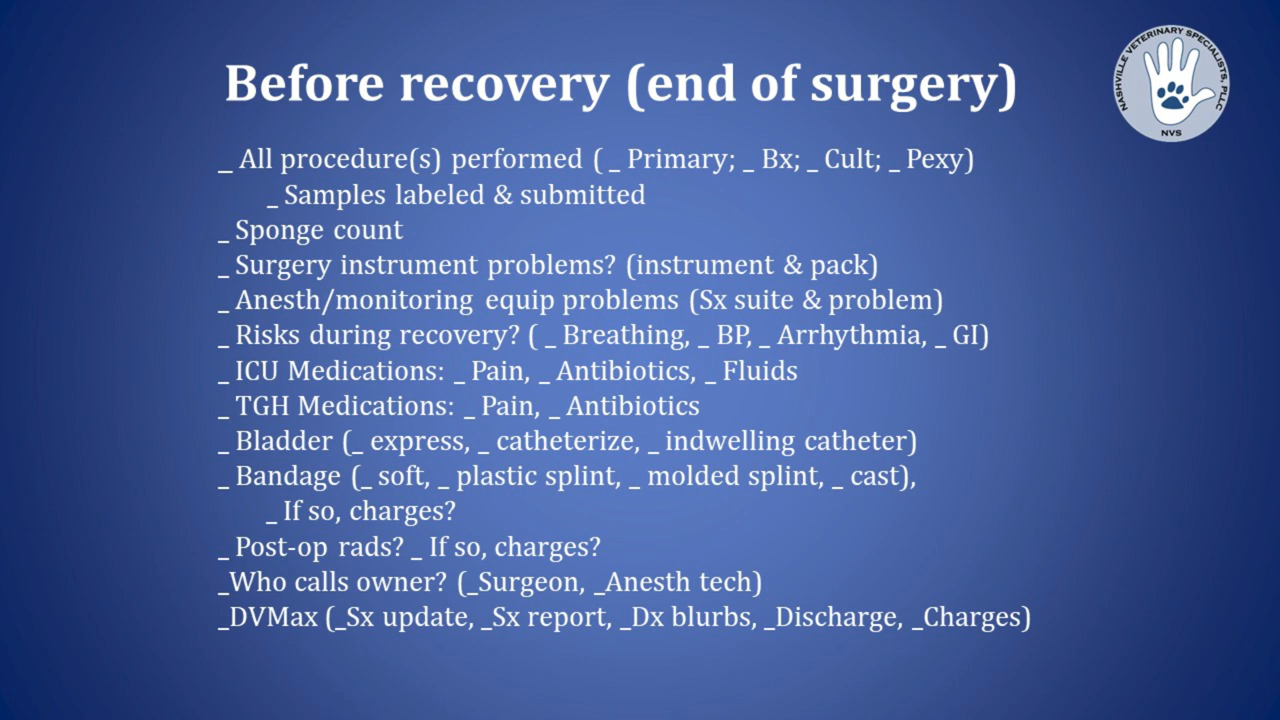 Before recovery (end of surgery)
NASHVILLE VETERINARY SPECIALISTS, PLLC
NVS
_ All procedure(s) performed ( _ Primary; _ Bx; _ Cult; _ Pexy)
_ Samples labeled & submitted
_ Sponge count
_ Surgery instrument problems? (instrument & pack)
_ Anesth/monitoring equip problems (Sx suite & problem)
_ Risks during recovery? ( _ Breathing, _ BP, _ Arrhythmia, _ GI)
_ ICU Medications: _ Pain, _ Antibiotics, _ Fluids
_ TGH Medications: _ Pain, _ Antibiotics
_ Bladder (_ express, _ catheterize, _ indwelling catheter)
_ Bandage (_ soft, _ plastic splint, _ molded splint, _ cast),
_ If so, charges?
_ Post-op rads? _ If so, charges?
_Who calls owner? (_Surgeon, _Anesth tech)
_DVMax (_Sx update, _Sx report, _Dx blurbs, _Discharge, _Charges)